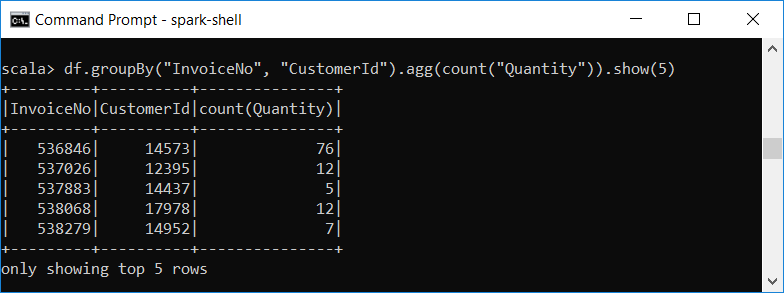 Command Prompt - spark-shell
scala> df.groupBy("InvoiceNo", "CustomerId").agg(count("Quantity")).show(5)
+---------+----------+---------------+
|InvoiceNo|CustomerId|count(Quantity)|
+---------+----------+---------------+
|   536846|     14573|             76|
|   537026|     12395|             12|
|   537883|     14437|              5|
|   538068|     17978|             12|
|   538279|     14952|              7|
+---------+----------+---------------+
only showing top 5 rows